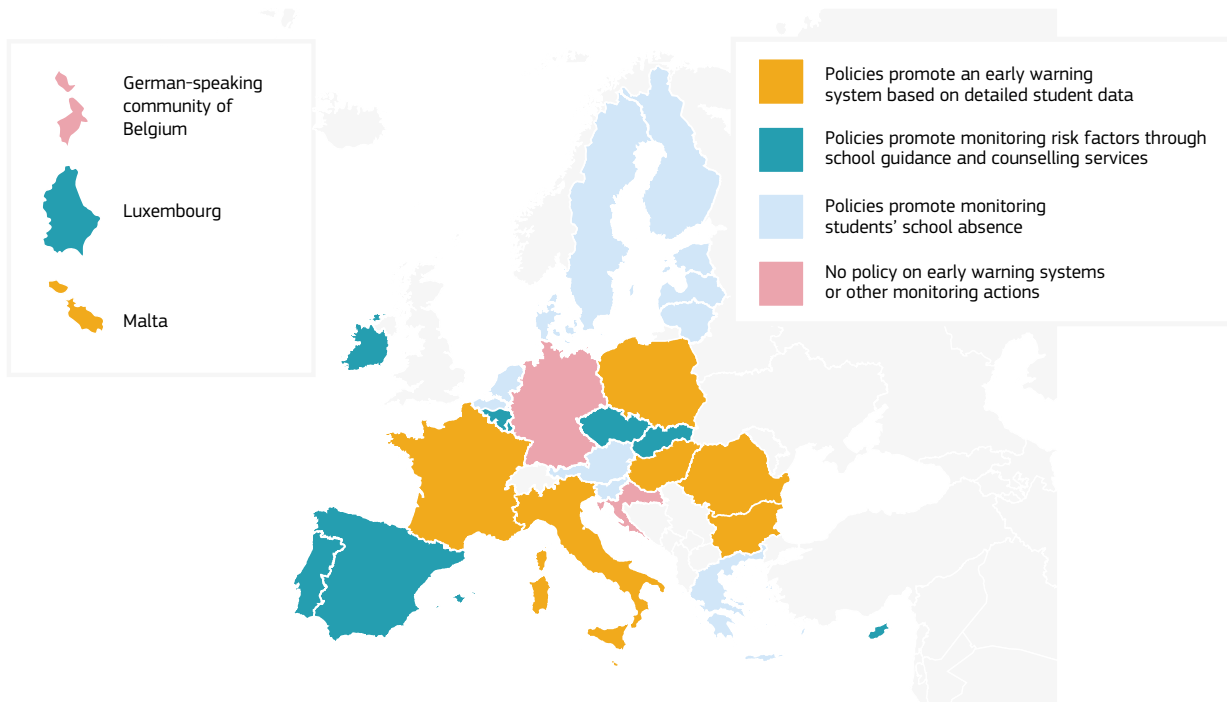 German-speaking
community of
Belgium
Luxembourg
Malta
Policies promote an early warning
system based on detailed student data
Policies promote monitoring risk factors through
school guidance and counselling services
Policies promote monitoring
students' school absence
No policy on early warning systems
or other monitoring actions